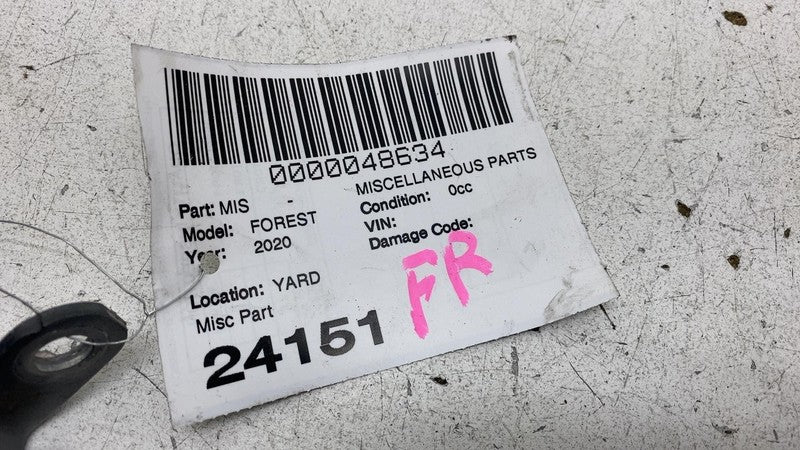 0000048634
Part: MIS - MISCELLANEOUS PARTS
Model: FOREST Condition: 0cc
Year: 2020 VIN:
Damage Code:
Location: YARD
Misc Part
24151
FR